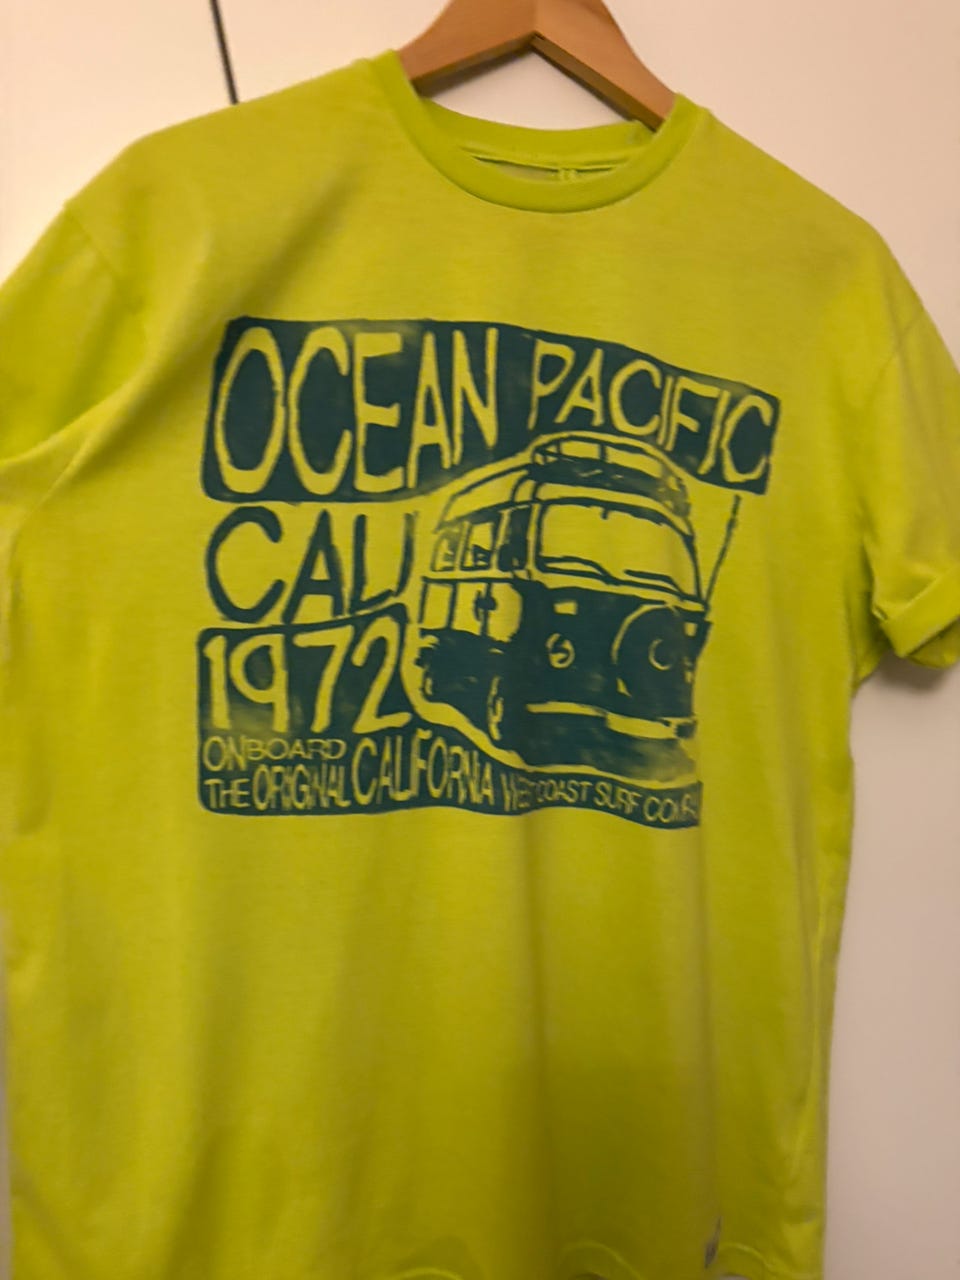 OCEAN PACIFIC
CALI
1972
ONBOARD
THE ORIGINAL CALIFORNIA WEST COAST SURF